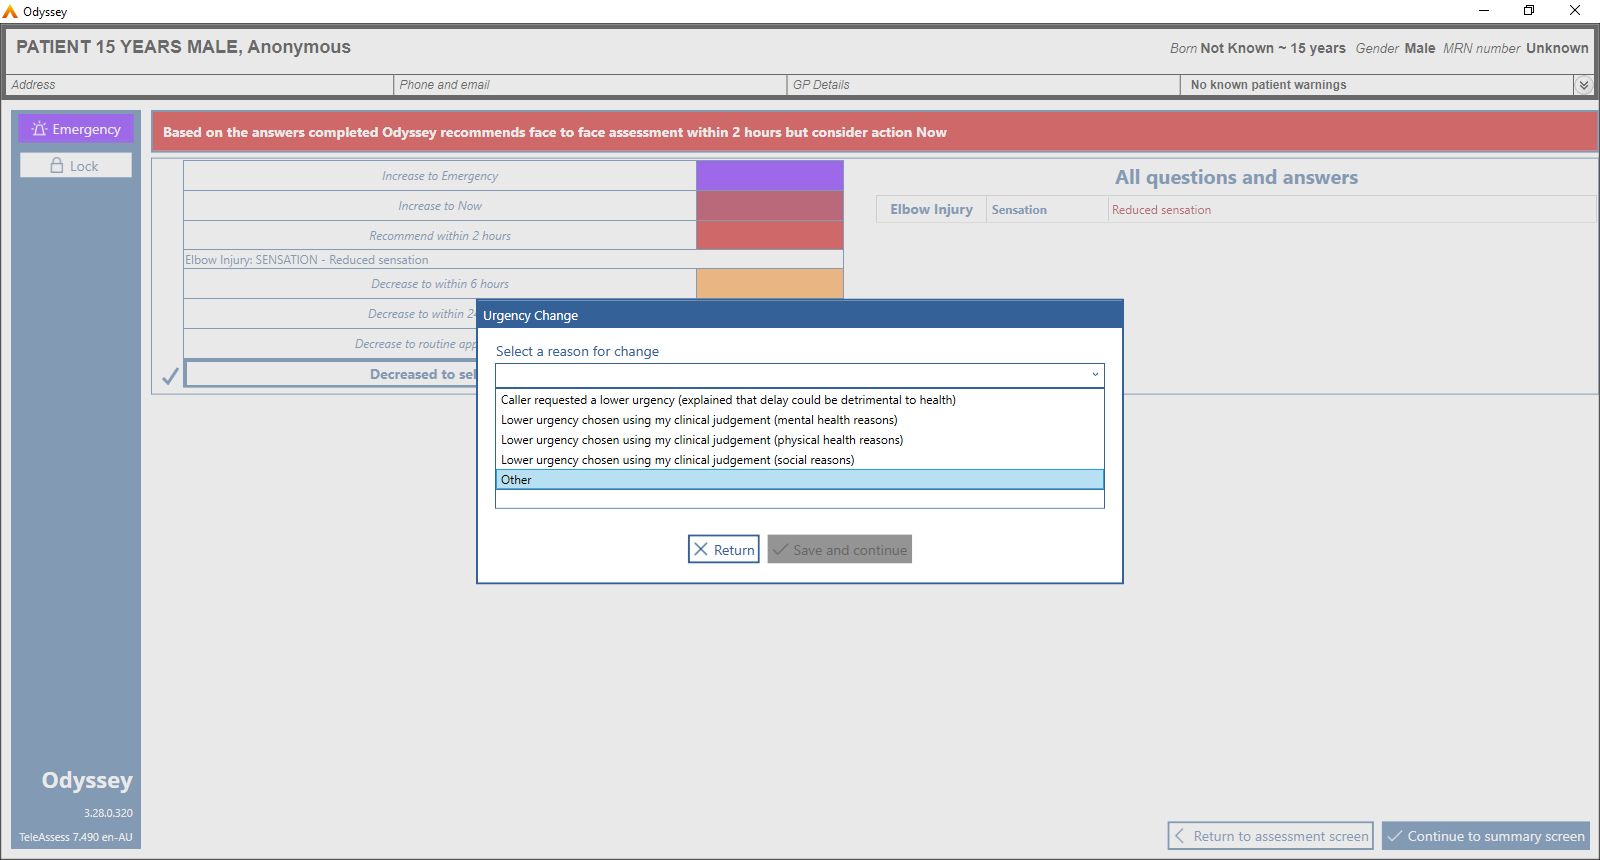 Odyssey
PATIENT 15 YEARS MALE, Anonymous
Born Not Known ~ 15 years Gender Male MRN number Unknown
Address
Phone and email
GP Details
No known patient warnings
Emergency
Lock
Based on the answers completed Odyssey recommends face to face assessment within 2 hours but consider action Now
Increase to Emergency
Increase to Now
Recommend within 2 hours
Elbow Injury: SENSATION - Reduced sensation
Decrease to within 6 hours
Decrease to within 24
Decrease to routine app
Decreased to sel
All questions and answers
Elbow Injury Sensation Reduced sensation
Urgency Change
Select a reason for change
Caller requested a lower urgency (explained that delay could be detrimental to health)
Lower urgency chosen using my clinical judgement (mental health reasons)
Lower urgency chosen using my clinical judgement (physical health reasons)
Lower urgency chosen using my clinical judgement (social reasons)
Other
Return
Save and continue
Odyssey
3.28.0.320
TeleAssess 7.490 en-AU
Return to assessment screen
Continue to summary screen